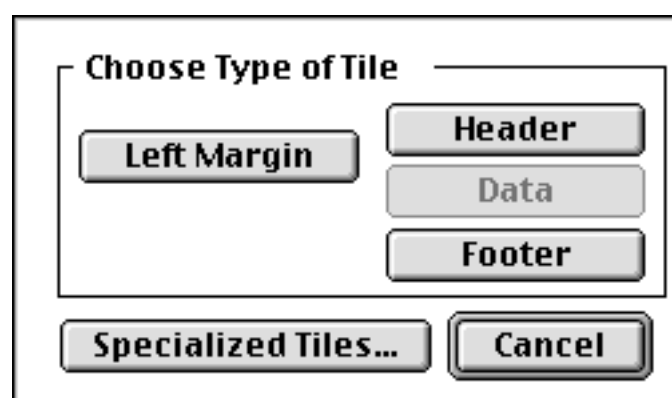 Choose Type of Tile
Left Margin
Header
Data
Footer
Specialized Tiles...
Cancel